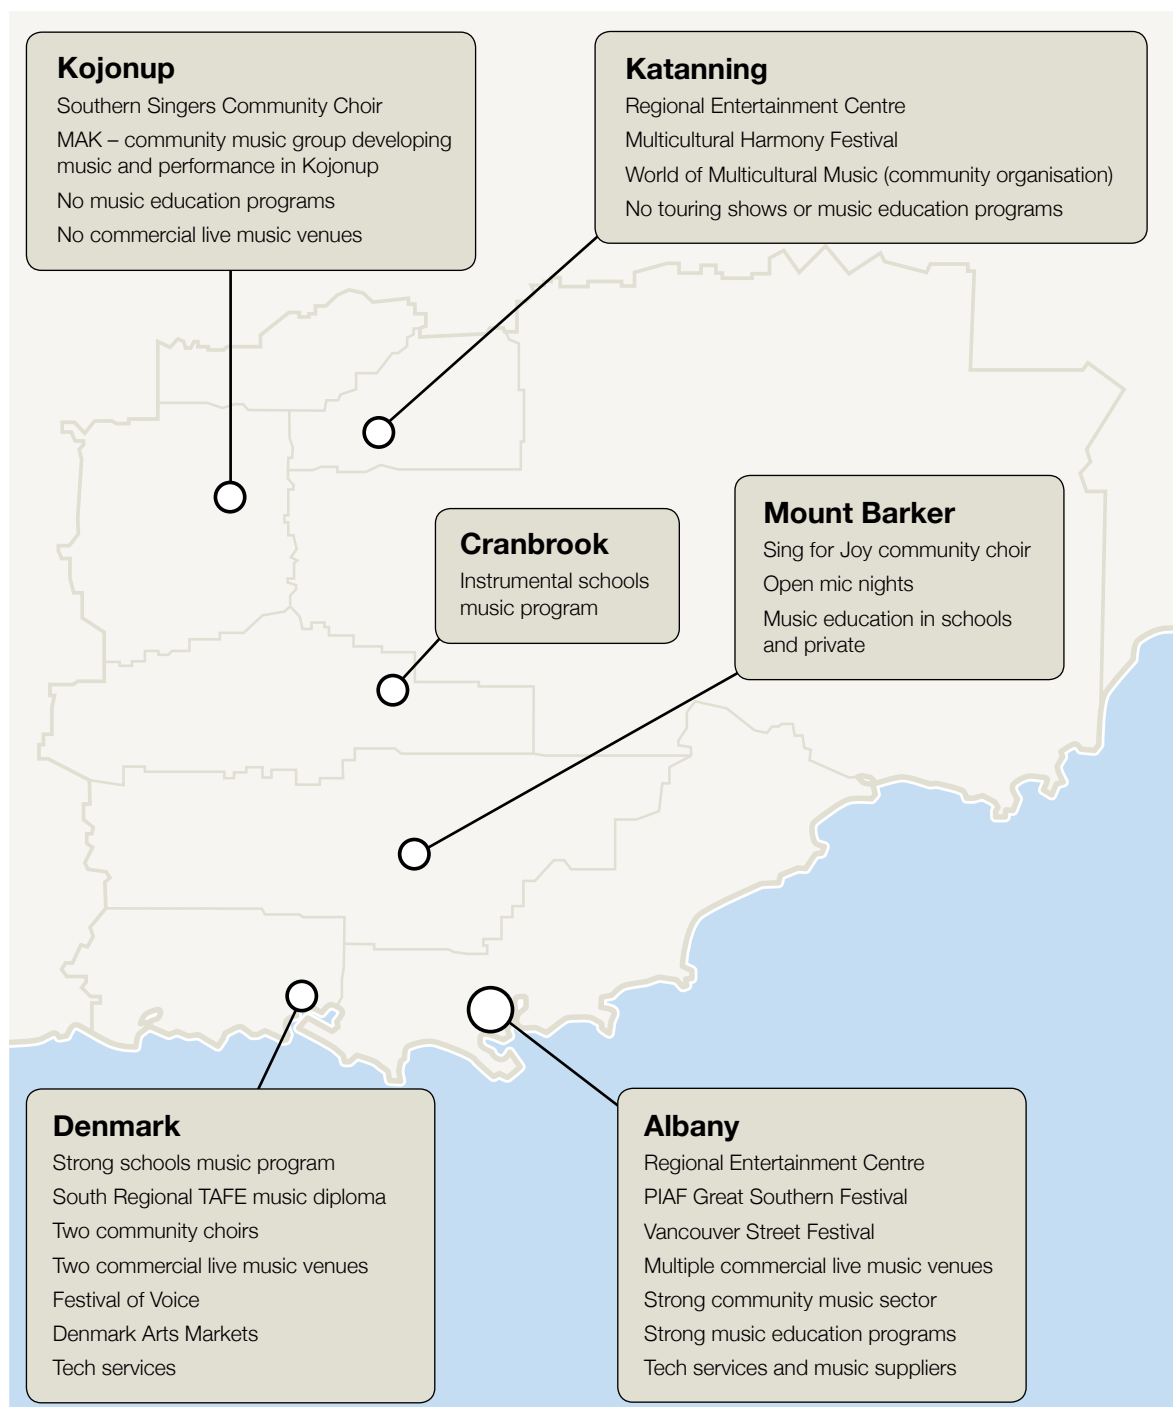 Kojonup
Southern Singers Community Choir
MAK – community music group developing
music and performance in Kojonup
No music education programs
No commercial live music venues
Katanning
Regional Entertainment Centre
Multicultural Harmony Festival
World of Multicultural Music (community organisation)
No touring shows or music education programs
Cranbrook
Instrumental schools
music program
Mount Barker
Sing for Joy community choir
Open mic nights
Music education in schools
and private
Denmark
Strong schools music program
South Regional TAFE music diploma
Two community choirs
Two commercial live music venues
Festival of Voice
Denmark Arts Markets
Tech services
Albany
Regional Entertainment Centre
PIAF Great Southern Festival
Vancouver Street Festival
Multiple commercial live music venues
Strong community music sector
Strong music education programs
Tech services and music suppliers